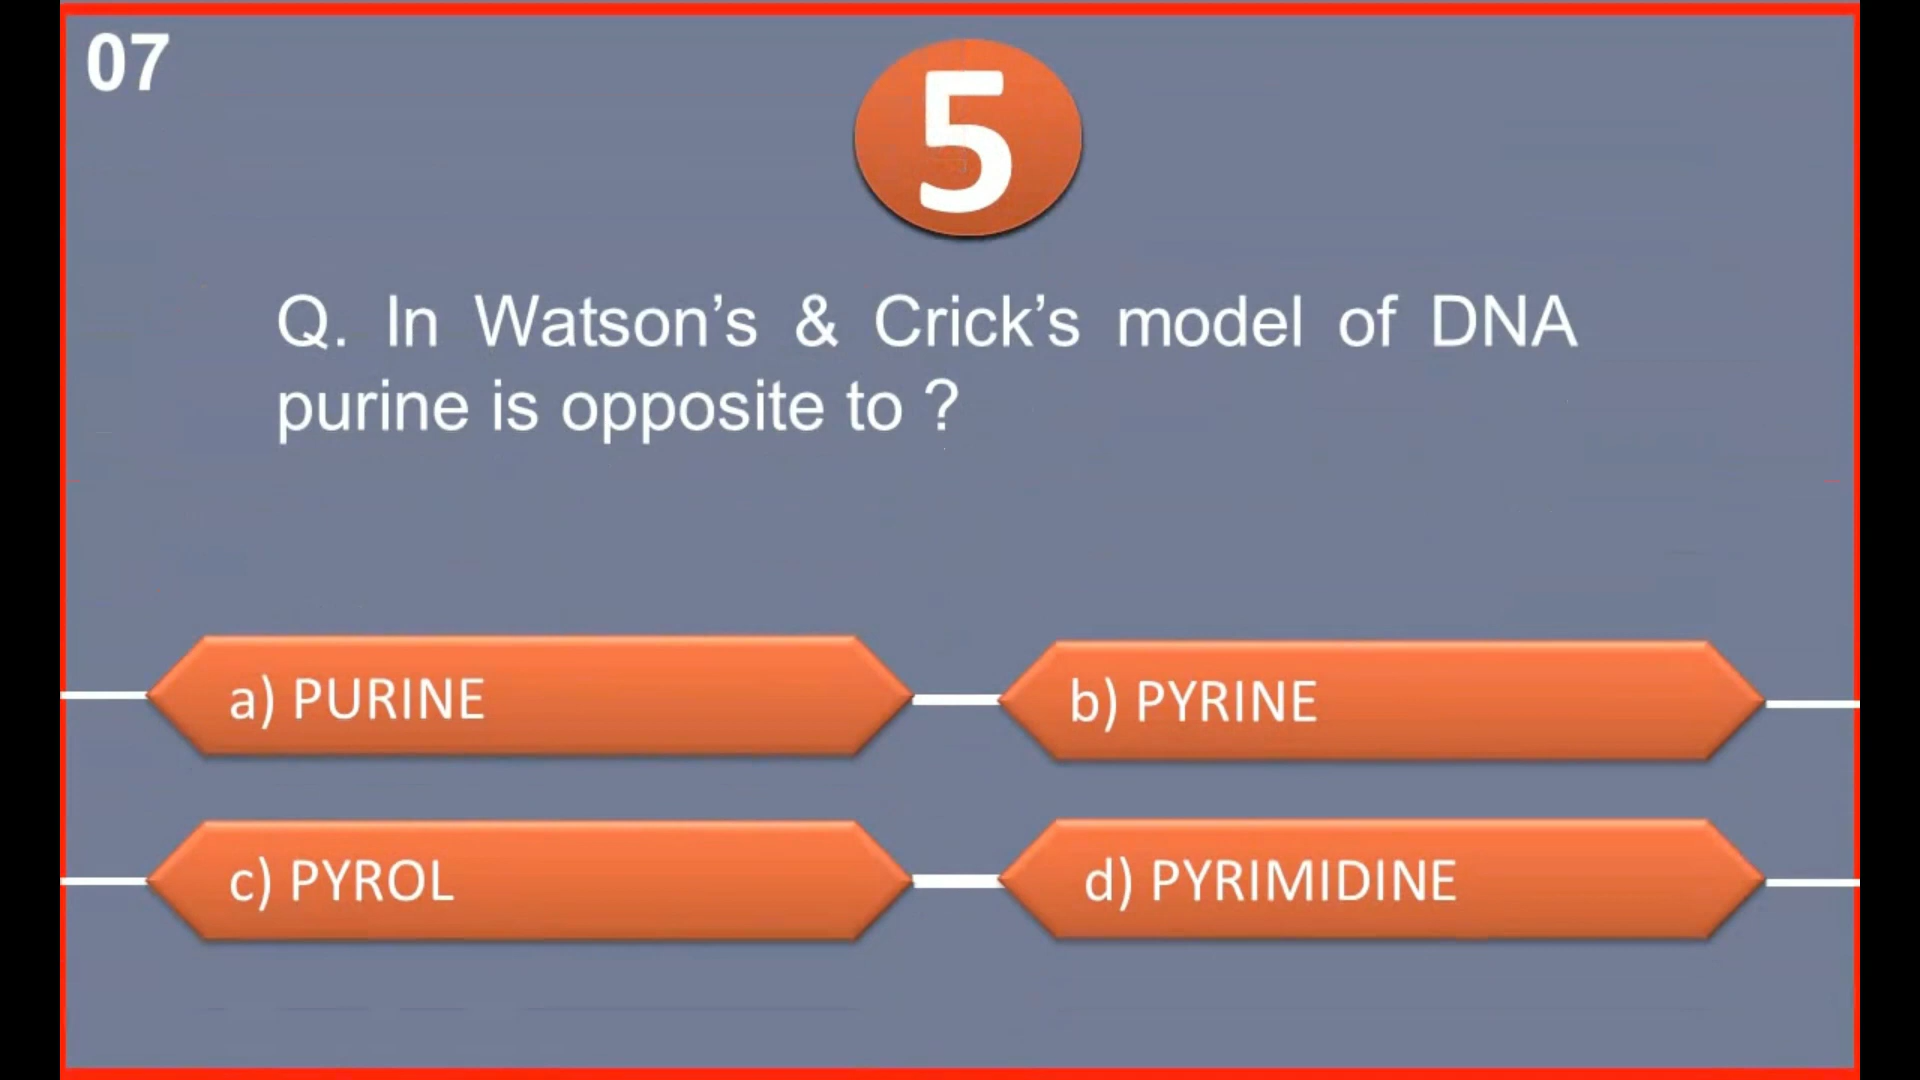 07
5
Q. In Watson’s & Crick’s model of DNA
purine is opposite to ?
a) PURINE
b) PYRINE
c) PYROL
d) PYRIMIDINE